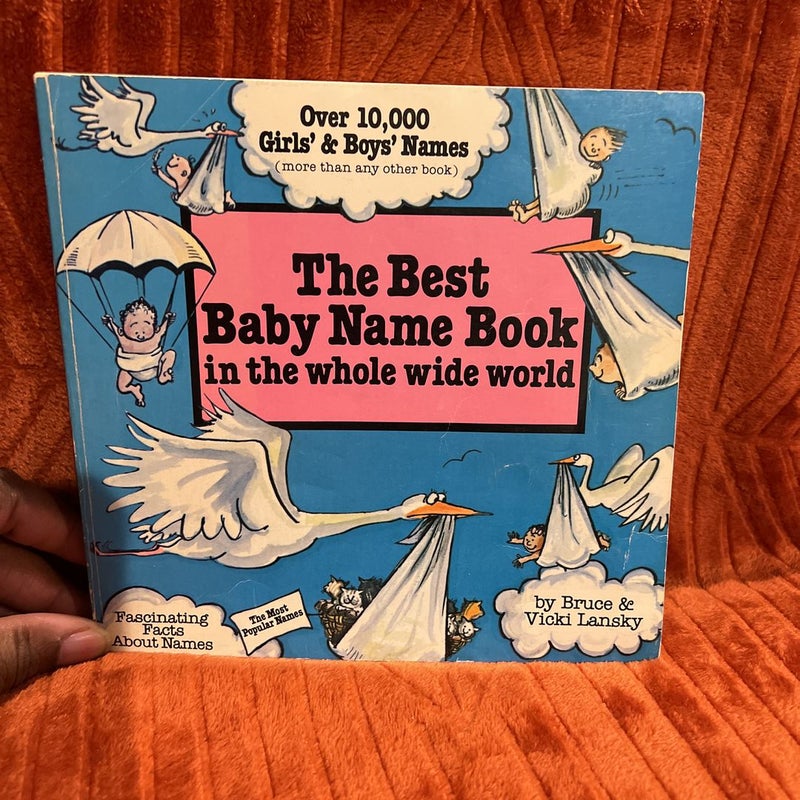 Over 10,000
Girls' & Boys' Names
(more than any other book)
The Best
Baby Name Book
in the whole wide world
Fascinating
Facts
About Names
The Most
Popular Names
by Bruce &
Vicki Lansky